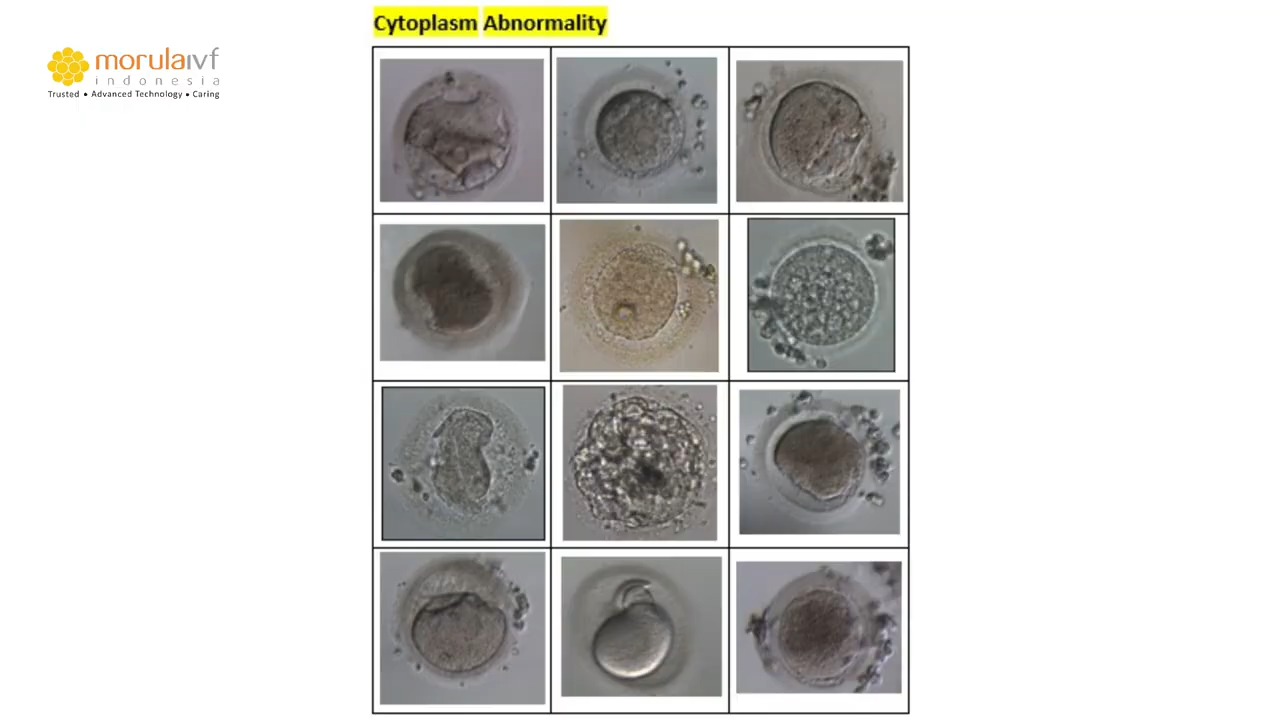 Cytoplasm Abnormality
morulaivf
indonesia
Trusted • Advanced Technology • Caring